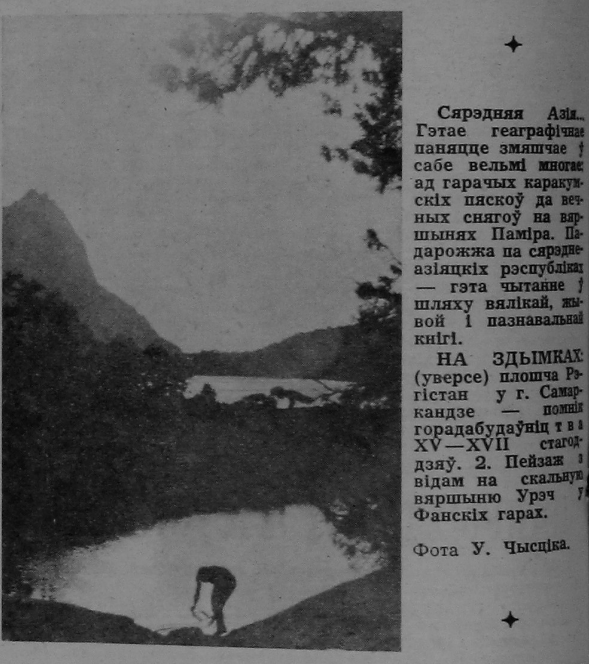 Сярэдняя Азія...
Гэтае геаграфічнае
паняцце змяшчае ў
сабе вельмі многае:
ад гарачых каракум-
скіх пяскоў да веч-
ных снягоў на вяр-
шынях Паміра. Па-
дарожжа па сярэдне-
азіяцкіх рэспубліках
— гэта чытанне ў
шляху вялікай, жы-
вой і пазнавальнай
кнігі.
НА ЗДЫМКАХ:
(уверсе) плошча Рэ-
гістан у г. Самар-
кандзе — помнік
горадабудаўніцтва
XV—XVII стагод-
дзяў. 2. Пейзаж з
відам на скальную
вяршыню Урэч у
Фанскіх гарах.
Фота У. Чысціка.